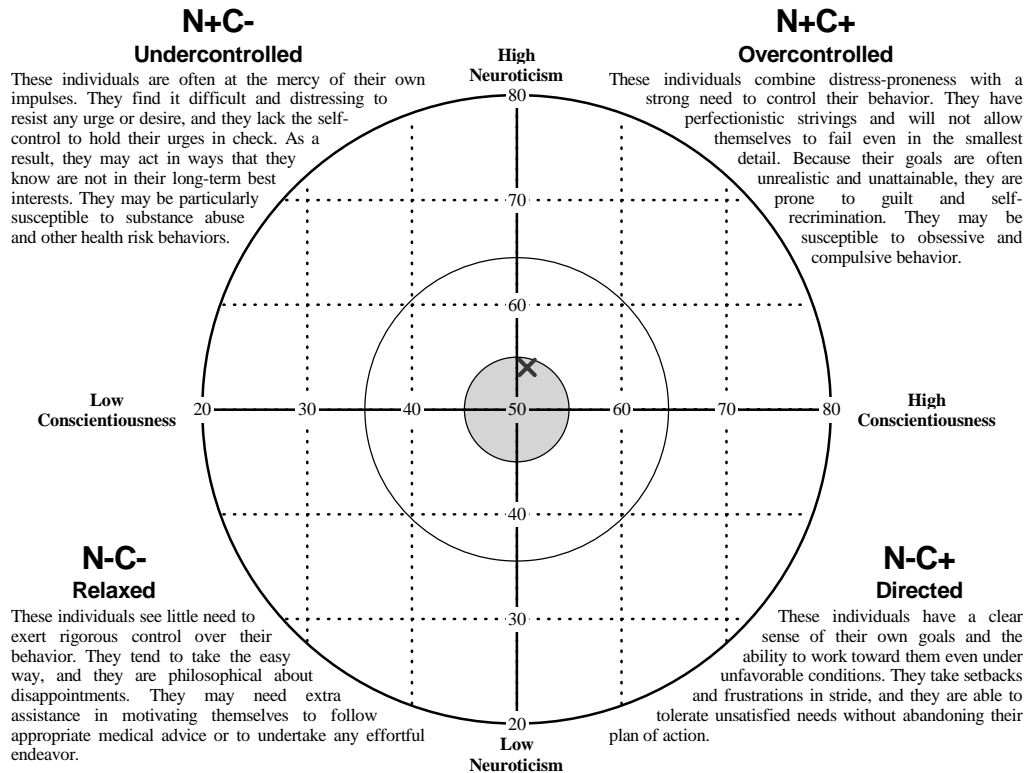 N+C-
Undercontrolled
These individuals are often at the mercy of their own
impulses. They find it difficult and distressing to
resist any urge or desire, and they lack the self-
control to hold their urges in check. As a
result, they may act in ways that they
know are not in their long-term best
interests. They may be particularly
susceptible to substance abuse
and other health risk behaviors.
High
Neuroticism
N+C+
Overcontrolled
These individuals combine distress-proneness with a
strong need to control their behavior. They have
perfectionistic strivings and will not allow
themselves to fail even in the smallest
detail. Because their goals are often
unrealistic and unattainable, they are
prone to guilt and self-
recrimination. They may be
susceptible to obsessive and
compulsive behavior.
80
70
60
Low
Conscientiousness
20 30 40 50 60 70 80
High
Conscientiousness
40
30
20
N-C-
Relaxed
These individuals see little need to
exert rigorous control over their
behavior. They tend to take the easy
way, and they are philosophical about
disappointments. They may need extra
assistance in motivating themselves to follow
appropriate medical advice or to undertake any effortful
endeavor.
Low
Neuroticism
N-C+
Directed
These individuals have a clear
sense of their own goals and the
ability to work toward them even under
unfavorable conditions. They take setbacks
and frustrations in stride, and they are able to
tolerate unsatisfied needs without abandoning their
plan of action.